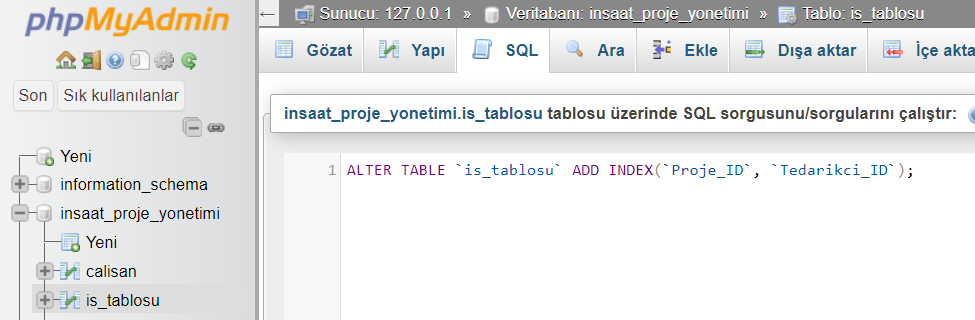 phpMyAdmin
Son Sık kullanılanlar
Yeni
information_schema
insaat_proje_yonetimi
Yeni
calisan
is_tablosu
← Sunucu: 127.0.0.1 » Veritabanı: insaat_proje_yonetimi » Tablo: is_tablosu
Gözat Yapı SQL Ara Ekle Dışa aktar İçe akta
insaat_proje_yonetimi.is_tablosu tablosu üzerinde SQL sorgusunu/sorgularını çalıştır:
1 ALTER TABLE `is_tablosu` ADD INDEX(`Proje_ID`, `Tedarikci_ID`);